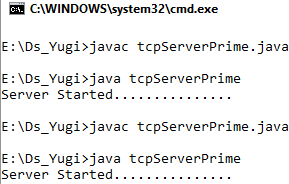 C:\WINDOWS\system32\cmd.exe
E:\Ds_Yugi>javac tcpServerPrime.java
E:\Ds_Yugi>java tcpServerPrime
Server Started...............
E:\Ds_Yugi>javac tcpServerPrime.java
E:\Ds_Yugi>java tcpServerPrime
Server Started...............